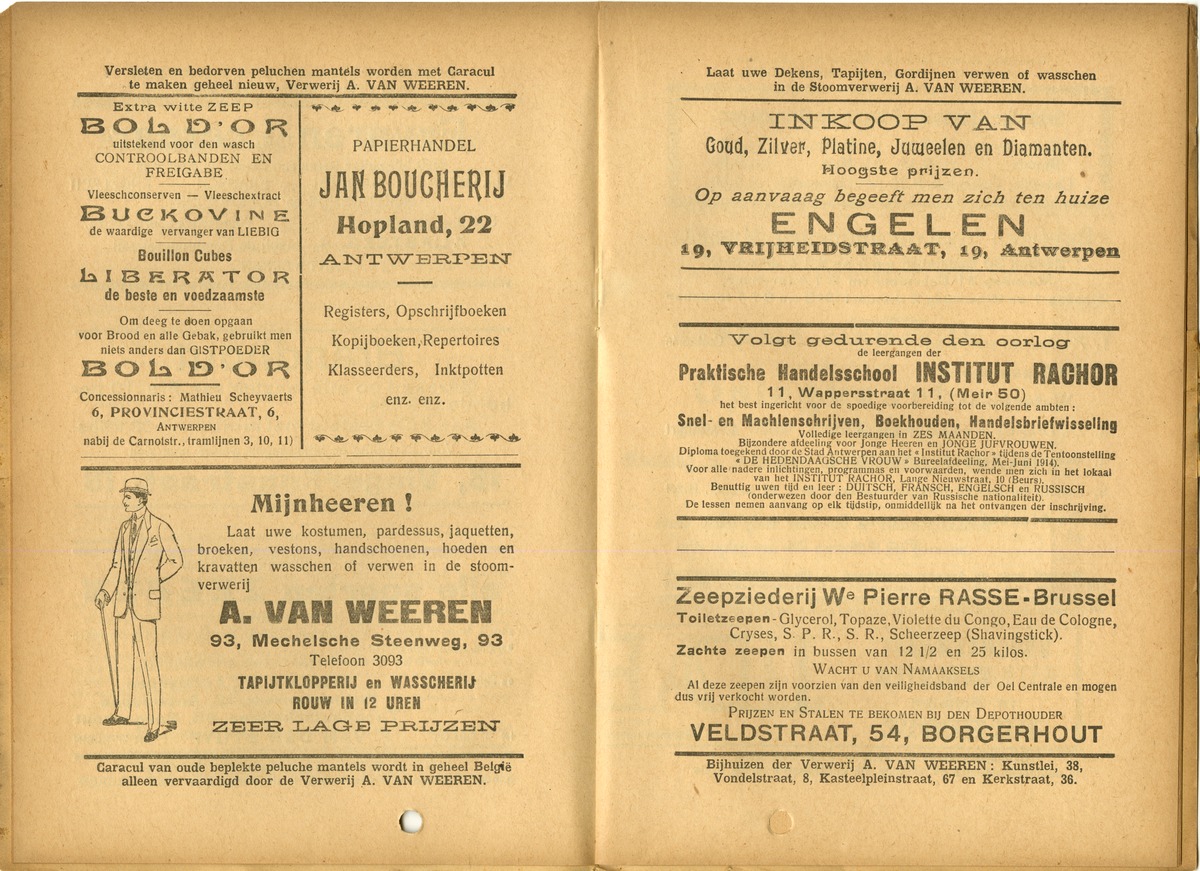 Versleten en bedorven peluchen mantels worden met Caracul
te maken geheel nieuw, Verwerij A. VAN WEEREN.
Extra witte ZEEP
BOL D'OR
uitstekend voor den wasch
CONTROOLBANDEN EN
FREIGABE
Vleeschconserven — Vleeschextract
BUCKOVINE
de waardige vervanger van LIEBIG
Bouillon Cubes
LIBERATOR
de beste en voedzaamste
Om deeg te doen opgaan
voor Brood en alle Gebak, gebruikt men
niets anders dan GISTPOEDER
BOL D'OR
Concessionnaris : Mathieu Scheyvaerts
6, PROVINCIESTRAAT, 6,
ANTWERPEN
nabij de Carnotstr., tramlijnen 3, 10, 11)
PAPIERHANDEL
JAN BOUCHERIJ
Hopland, 22
ANTWERPEN
Registers, Opschrijfboeken
Kopijboeken, Repertoires
Klasseerders, Inktpotten
enz. enz.
Mijnheeren !
Laat uwe kostumen, pardessus, jaquetten,
broeken, vestons, handschoenen, hoeden en
kravatten wasschen of verwen in de stoom-
verwerij
A. VAN WEEREN
93, Mechelsche Steenweg, 93
Telefoon 3093
TAPIJTKLOPPERIJ en WASSCHERIJ
ROUW IN 12 UREN
ZEER LAGE PRIJZEN
Caracul van oude beplekte peluche mantels wordt in geheel België
alleen vervaardigd door de Verwerij A. VAN WEEREN.
Laat uwe Dekens, Tapijten, Gordijnen verwen of wasschen
in de Stoomverwerij A. VAN WEEREN.
INKOOP VAN
Goud, Zilver, Platine, Juweelen en Diamanten.
Hoogste prijzen.
Op aanvaaag begeeft men zich ten huize
ENGELEN
19, VRIJHEIDSTRAAT, 19, Antwerpen
Volgt gedurende den oorlog
de leergangen der
Praktische Handelsschool INSTITUT RACHOR
11, Wappersstraat 11, (Meir 50)
het best ingericht voor de spoedige voorbereiding tot de volgende ambten :
Snel- en Machienschrijven, Boekhouden, Handelsbriefwisseling
Volledige leergangen in ZES MAANDEN.
Bijzondere afdeeling voor Jonge Heeren en JONGE JUFVROUWEN.
Diploma toegekend door de Stad Antwerpen aan het « Institut Rachor » tijdens de Tentoonstelling
« DE HEDENDAAGSCHE VROUW » Bureelafdeeling, Mei-Juni 1914).
Voor alle nadere inlichtingen, programmas en voorwaarden, wende men zich in het lokaal
van het INSTITUT RACHOR, Lange Nieuwstraat, 10 (Beurs).
Benuttig uwen tijd en leer : DUITSCH, FRANSCH, ENGELSCH en RUSSISCH
(onderwezen door den Bestuurder van Russische nationaliteit).
De lessen nemen aanvang op elk tijdstip, onmiddelijk na het ontvangen der inschrijving.
Zeepziederij We Pierre RASSE-Brussel
Toiletzeepen - Glycerol, Topaze, Violette du Congo, Eau de Cologne,
Cryses, S. P. R., S. R., Scheerzeep (Shavingstick).
Zachte zeepen in bussen van 12 1/2 en 25 kilos.
WACHT U VAN NAMAAKSELS
Al deze zeepen zijn voorzien van den veiligheidsband der Oel Centrale en mogen
dus vrij verkocht worden.
PRIJZEN EN STALEN TE BEKOMEN BIJ DEN DEPOTHOUDER
VELDSTRAAT, 54, BORGERHOUT
Bijhuizen der Verwerij A. VAN WEEREN : Kunstlei, 38,
Vondelstraat, 8, Kasteelpleinstraat, 67 en Kerkstraat, 36.